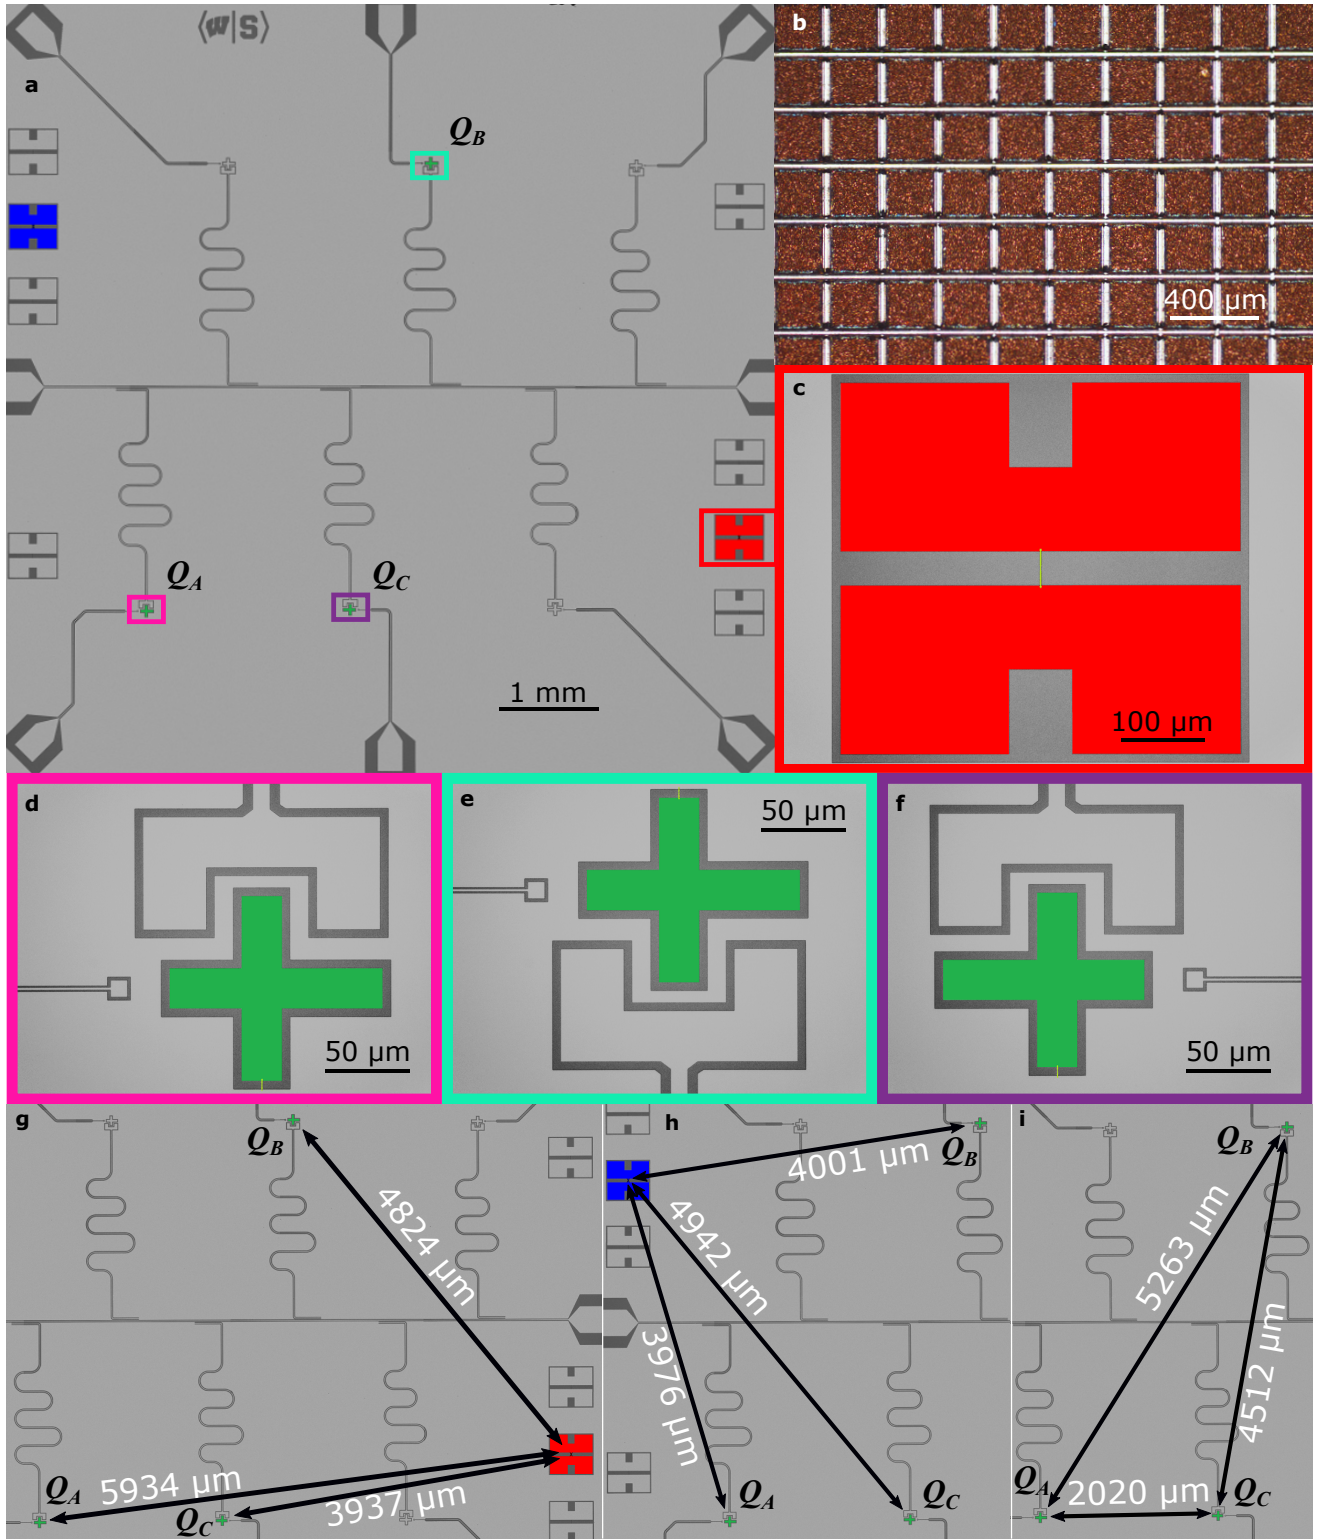 ⟨W|S⟩
a
Q_B
Q_A
Q_C
1 mm
b
400 µm
c
100 µm
d
50 µm
e
50 µm
f
50 µm
g
Q_B
4824 µm
Q_A
5934 µm
Q_C
3937 µm
h
4001 µm
Q_B
4942 µm
3976 µm
Q_A
Q_C
i
Q_B
5263 µm
4512 µm
Q_A
2020 µm
Q_C